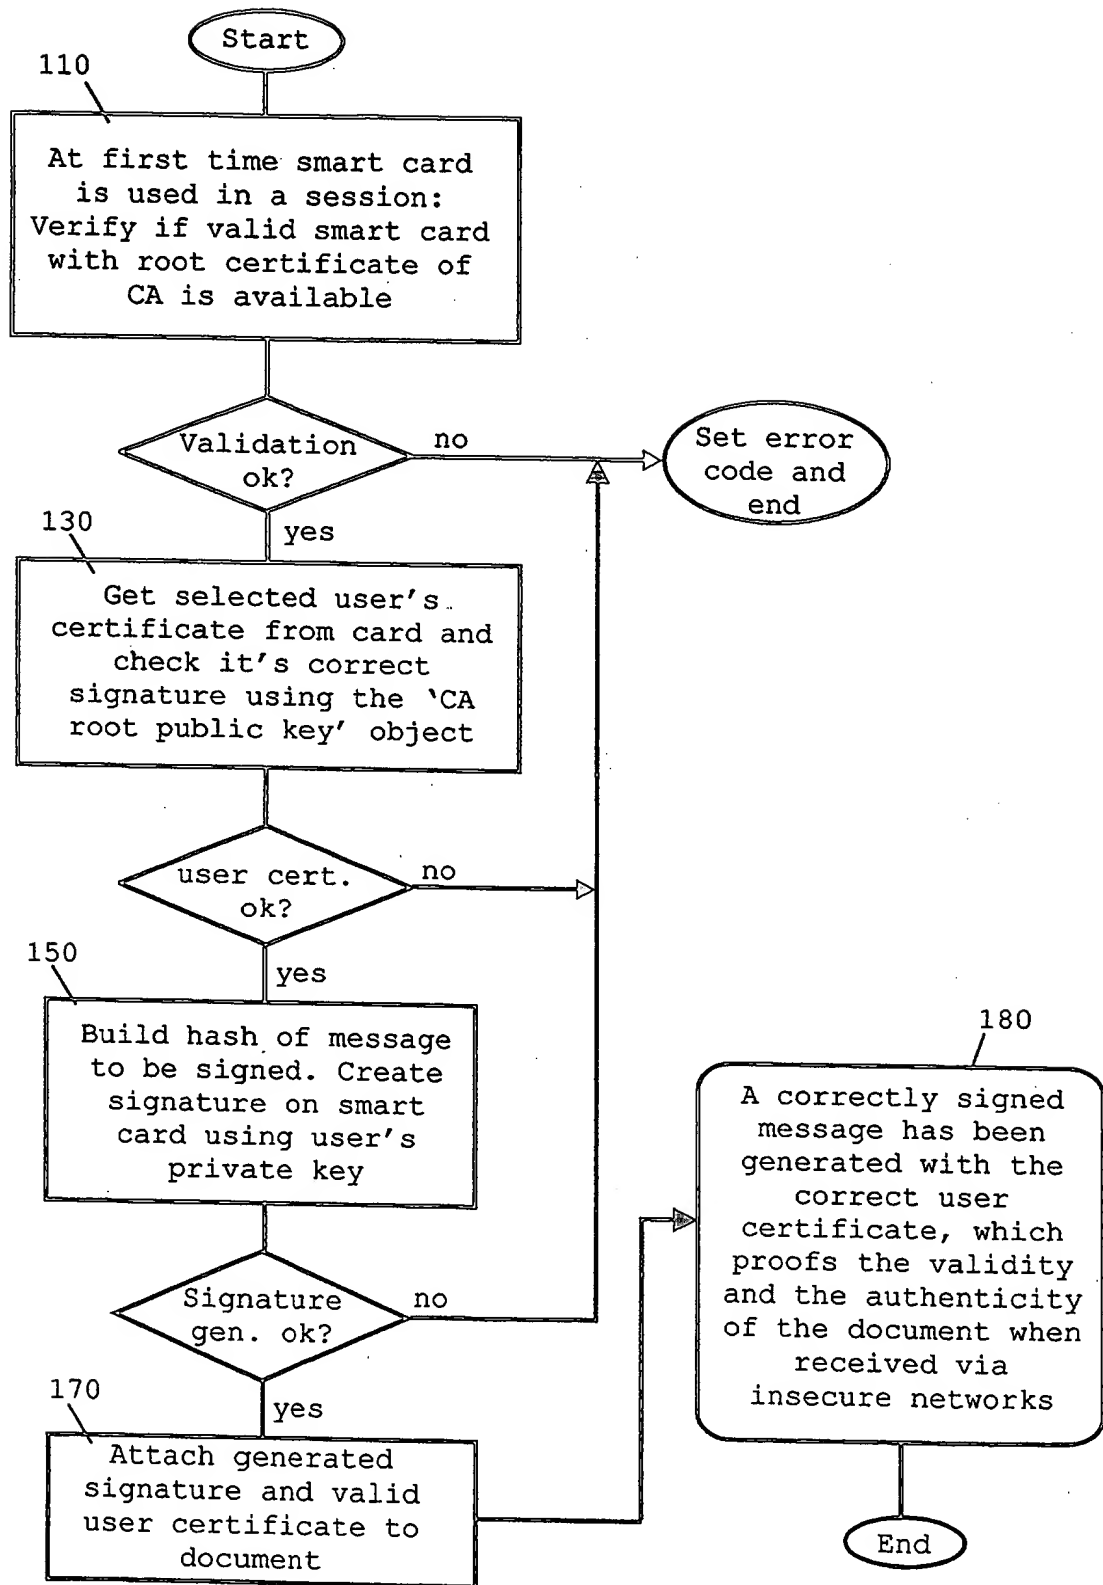 Start
110
At first time smart card
is used in a session:
Verify if valid smart card
with root certificate of
CA is available
Validation
ok?
no
Set error
code and
end
yes
130
Get selected user's
certificate from card and
check it's correct
signature using the 'CA
root public key' object
user cert.
ok?
no
yes
150
Build hash of message
to be signed. Create
signature on smart
card using user's
private key
Signature
gen. ok?
no
yes
170
Attach generated
signature and valid
user certificate to
document
180
A correctly signed
message has been
generated with the
correct user
certificate, which
proofs the validity
and the authenticity
of the document when
received via
insecure networks
End